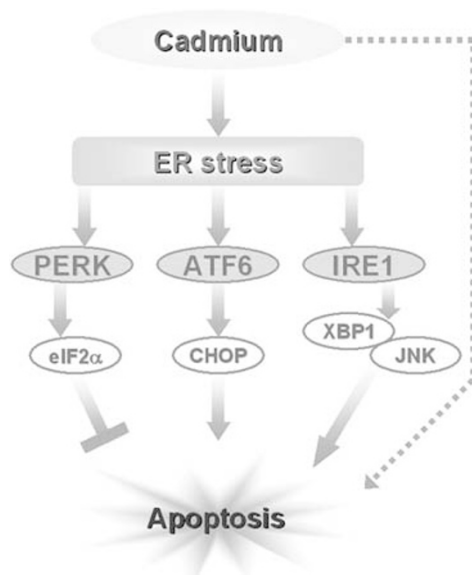 Cadmium
ER stress
PERK
ATF6
IRE1
eIF2α
CHOP
XBP1
JNK
Apoptosis